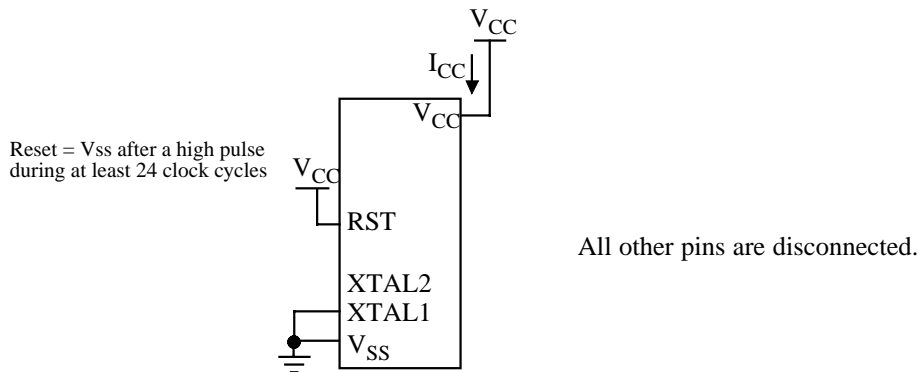 VCC
ICC
VCC
Reset = Vss after a high pulse
during at least 24 clock cycles
VCC
RST
All other pins are disconnected.
XTAL2
XTAL1
VSS